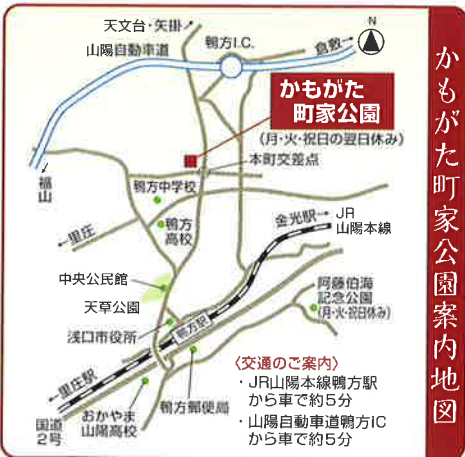 かもがた町家公園案内地図
天文台・矢掛
N
山陽自動車道
鴨方I.C.
倉敷
かもがた
町家公園
(月・火・祝日の翌日休み)
本町交差点
福山
鴨方中学校
鴨方
高校
里庄
金光駅
JR
山陽本線
中央公民館
天草公園
鴨方駅
浅口市役所
阿藤伯海
記念公園
(月・火・祝日休み)
里庄駅
おかやま
山陽高校
鴨方郵便局
国道
2号
〈交通のご案内〉
・JR山陽本線鴨方駅
から車で約5分
・山陽自動車道鴨方IC
から車で約5分